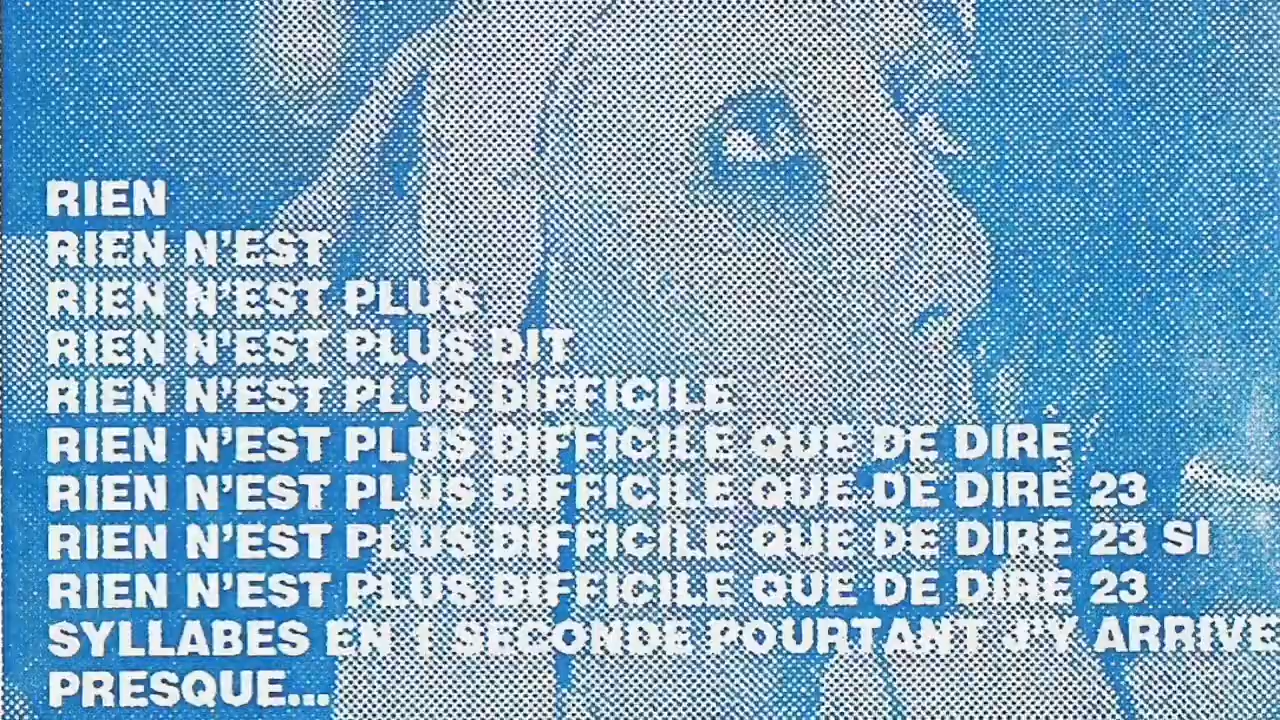 RIEN
RIEN N'EST
RIEN N'EST PLUS
RIEN N'EST PLUS DIT
RIEN N'EST PLUS DIFFICILE
RIEN N'EST PLUS DIFFICILE QUE DE DIRE
RIEN N'EST PLUS DIFFICILE QUE DE DIRE 23
RIEN N'EST PLUS DIFFICILE QUE DE DIRE 23 SI
RIEN N'EST PLUS DIFFICILE QUE DE DIRE 23
SYLLABES EN 1 SECONDE POURTANT J'Y ARRIVE
PRESQUE...